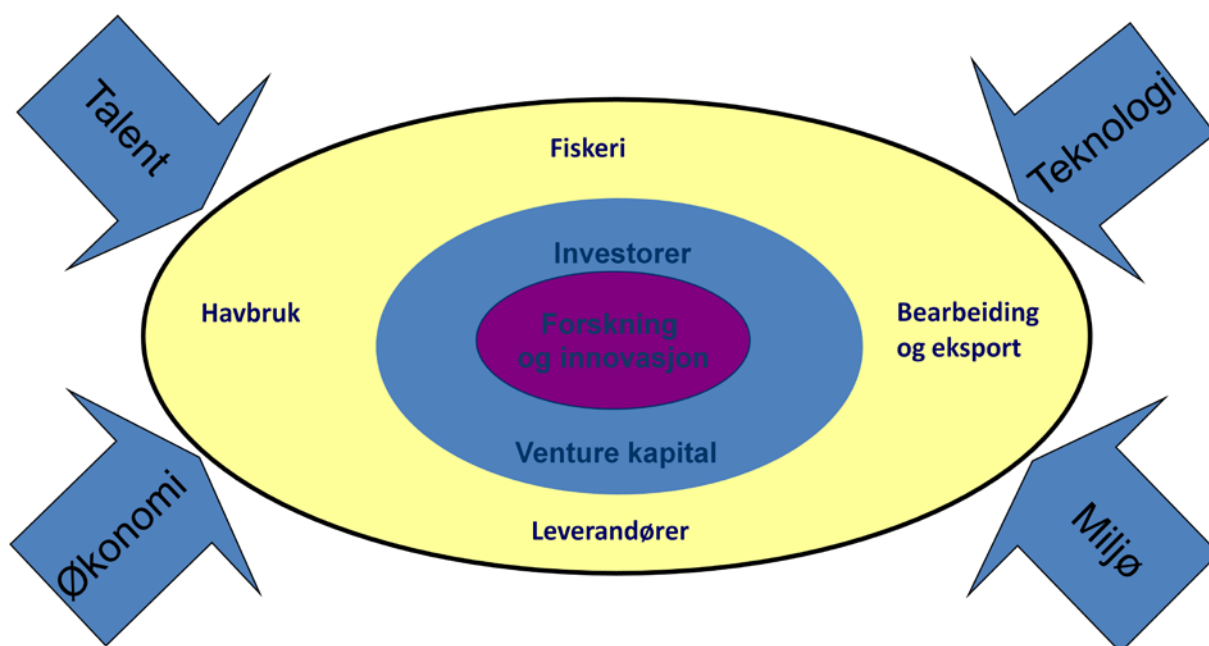 Talent
Teknologi
Fiskeri
Investorer
Havbruk
Bearbeiding
og eksport
Forskning
og innovasjon
Venture kapital
Leverandører
Økonomi
Miljø